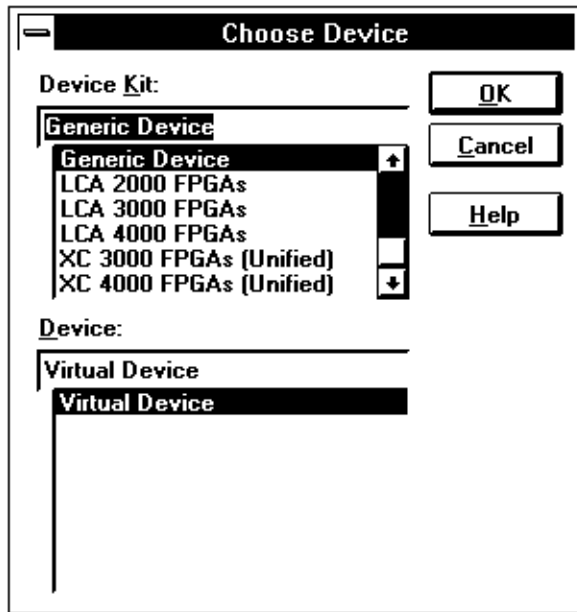 Choose Device
Device Kit:
OK
Generic Device
Cancel
Generic Device
LCA 2000 FPGAs
LCA 3000 FPGAs
Help
LCA 4000 FPGAs
XC 3000 FPGAs (Unified)
XC 4000 FPGAs (Unified)
Device:
Virtual Device
Virtual Device